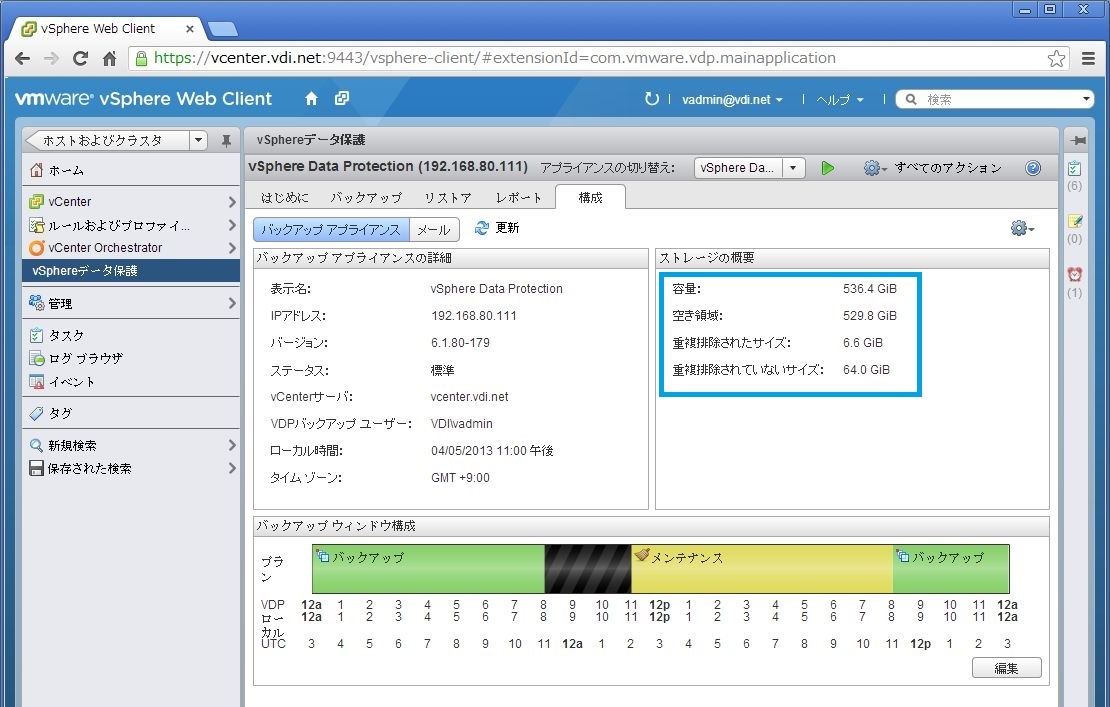 vSphere Web Client
https://vcenter.vdi.net:9443/vsphere-client/#extensionId=com.vmware.vdp.mainapplication
vmware® vSphere Web Client vadmin@vdi.net ヘルプ 検索
ホストおよびクラスタ
ホーム
vCenter
ルールおよびプロファイ...
vCenter Orchestrator
vSphereデータ保護
管理
タスク
ログ ブラウザ
イベント
タグ
新規検索
保存された検索
vSphereデータ保護
vSphere Data Protection (192.168.80.111) アプライアンスの切り替え: vSphere Da... すべてのアクション
はじめに バックアップ リストア レポート 構成
バックアップ アプライアンス メール 更新
バックアップ アプライアンスの詳細
表示名: vSphere Data Protection
IPアドレス: 192.168.80.111
バージョン: 6.1.80-179
ステータス: 標準
vCenterサーバ: vcenter.vdi.net
VDPバックアップ ユーザー: VDI\vadmin
ローカル時間: 04/05/2013 11:00 午後
タイム ゾーン: GMT +9:00
ストレージの概要
容量: 536.4 GiB
空き領域: 529.8 GiB
重複排除されたサイズ: 6.6 GiB
重複排除されていないサイズ: 64.0 GiB
(6)
(0)
(1)
バックアップ ウィンドウ構成
プラン
バックアップ メンテナンス バックアップ
VDP 12a 1 2 3 4 5 6 7 8 9 10 11 12p 1 2 3 4 5 6 7 8 9 10 11 12a
ローカル 12a 1 2 3 4 5 6 7 8 9 10 11 12p 1 2 3 4 5 6 7 8 9 10 11 12a
UTC 3 4 5 6 7 8 9 10 11 12a 1 2 3 4 5 6 7 8 9 10 11 12p 1 2 3
編集